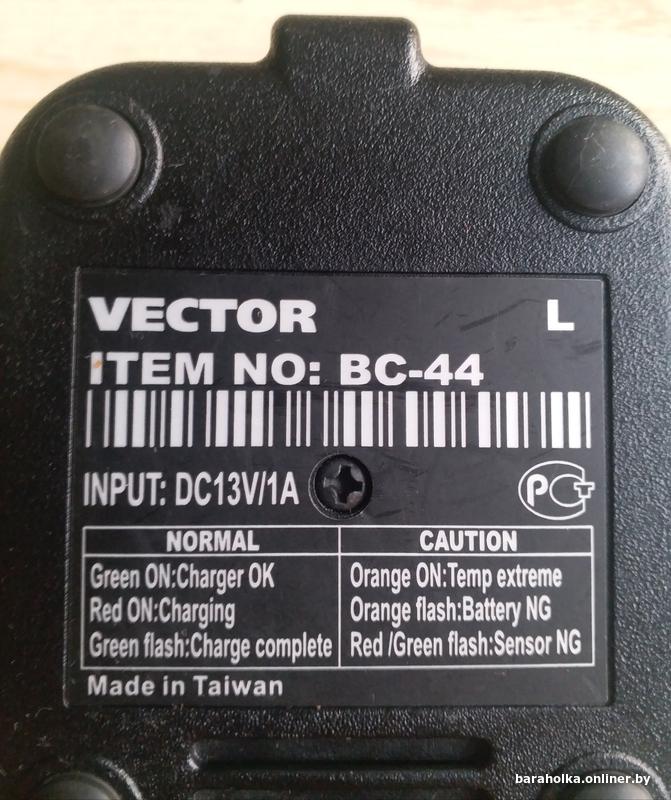 VECTOR L
ITEM NO: BC-44
INPUT: DC13V/1A
РСТ
NORMAL CAUTION
Green ON:Charger OK Orange ON:Temp extreme
Red ON:Charging Orange flash:Battery NG
Green flash:Charge complete Red /Green flash:Sensor NG
Made in Taiwan
baraholka.onliner.by